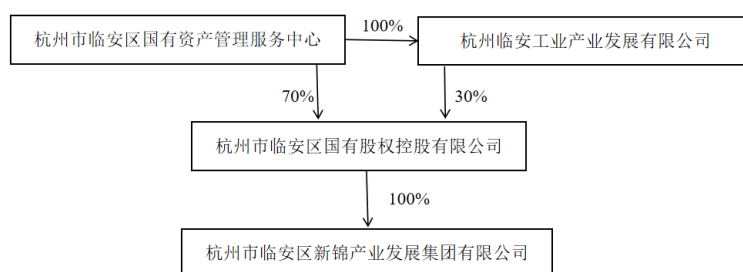 杭州市临安区国有资产管理服务中心
100%
杭州临安工业产业发展有限公司
70%
30%
杭州市临安区国有股权控股有限公司
100%
杭州市临安区新锦产业发展集团有限公司